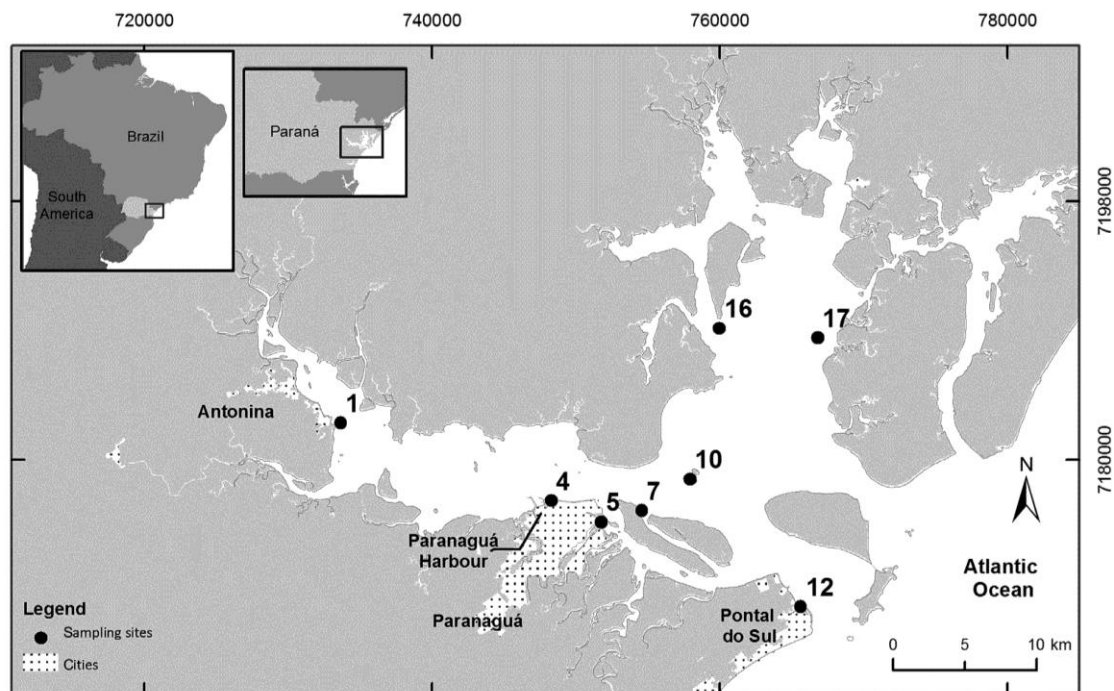 720000
740000
760000
780000
Brazil
South
America
Paraná
7198000
16
17
1
Antonina
10
7180000
4
7
5
N
Paranaguá
Harbour
Atlantic
Ocean
12
Legend
Sampling sites
Cities
Paranaguá
Pontal
do Sul
0 5 10 km